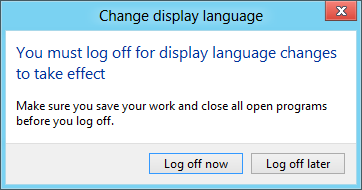 Change display language
You must log off for display language changes
to take effect
Make sure you save your work and close all open programs
before you log off.
Log off now
Log off later